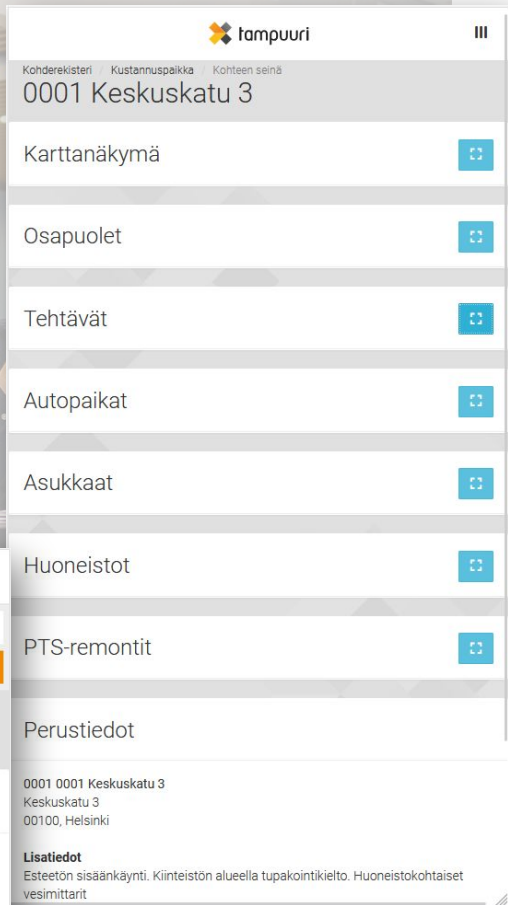 tampuuri
Kohderekisteri / Kustannuspaikka / Kohteen seinä
0001 Keskuskatu 3
Karttanäkymä
Osapuolet
Tehtävät
Autopaikat
Asukkaat
Huoneistot
PTS-remontit
Perustiedot
0001 0001 Keskuskatu 3
Keskuskatu 3
00100, Helsinki
Lisatiedot
Esteetön sisäänkäynti. Kiinteistön alueella tupakointikielto. Huoneistokohtaiset
vesimittarit